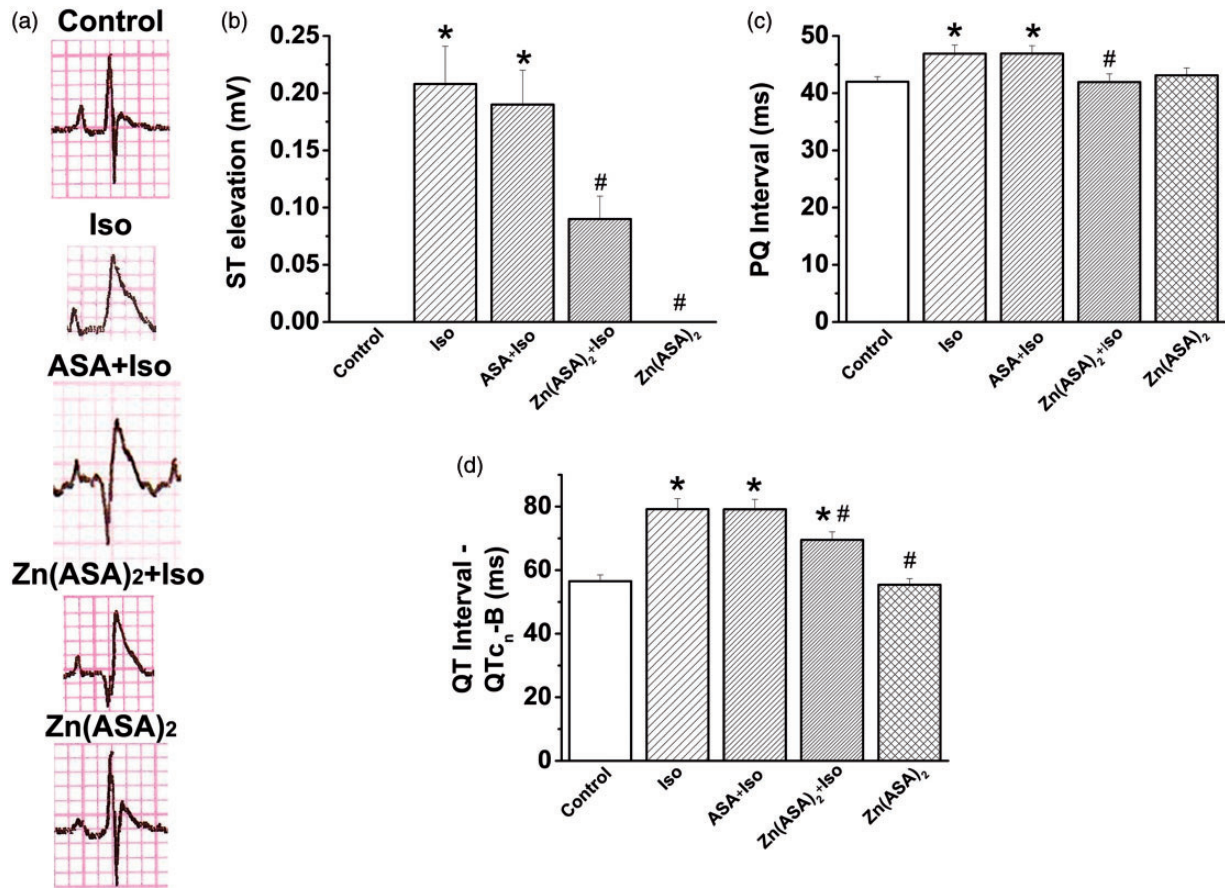 (a)
Control
Iso
ASA+Iso
Zn(ASA)₂+Iso
Zn(ASA)₂
(b)
ST elevation (mV)
0.25
0.20
0.15
0.10
0.05
0.00
*
*
#
#
Control
Iso
ASA+Iso
Zn(ASA)₂+Iso
Zn(ASA)₂
(c)
PQ Interval (ms)
50
40
30
20
10
0
*
*
#
Control
Iso
ASA+Iso
Zn(ASA)₂+Iso
Zn(ASA)₂
(d)
QT Interval -
QTcₙ-B (ms)
80
60
40
20
0
*
*
* #
#
Control
Iso
ASA+Iso
Zn(ASA)₂+Iso
Zn(ASA)₂